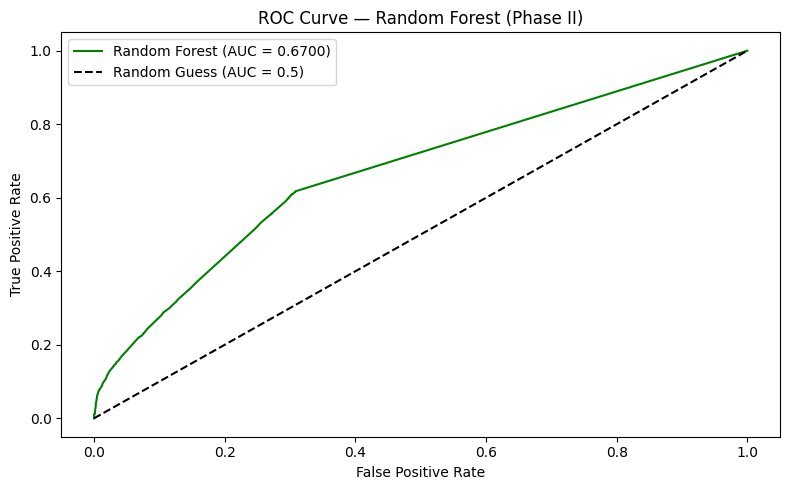 ROC Curve — Random Forest (Phase II)
Random Forest (AUC = 0.6700)
Random Guess (AUC = 0.5)
True Positive Rate
1.0
0.8
0.6
0.4
0.2
0.0
0.0 0.2 0.4 0.6 0.8 1.0
False Positive Rate